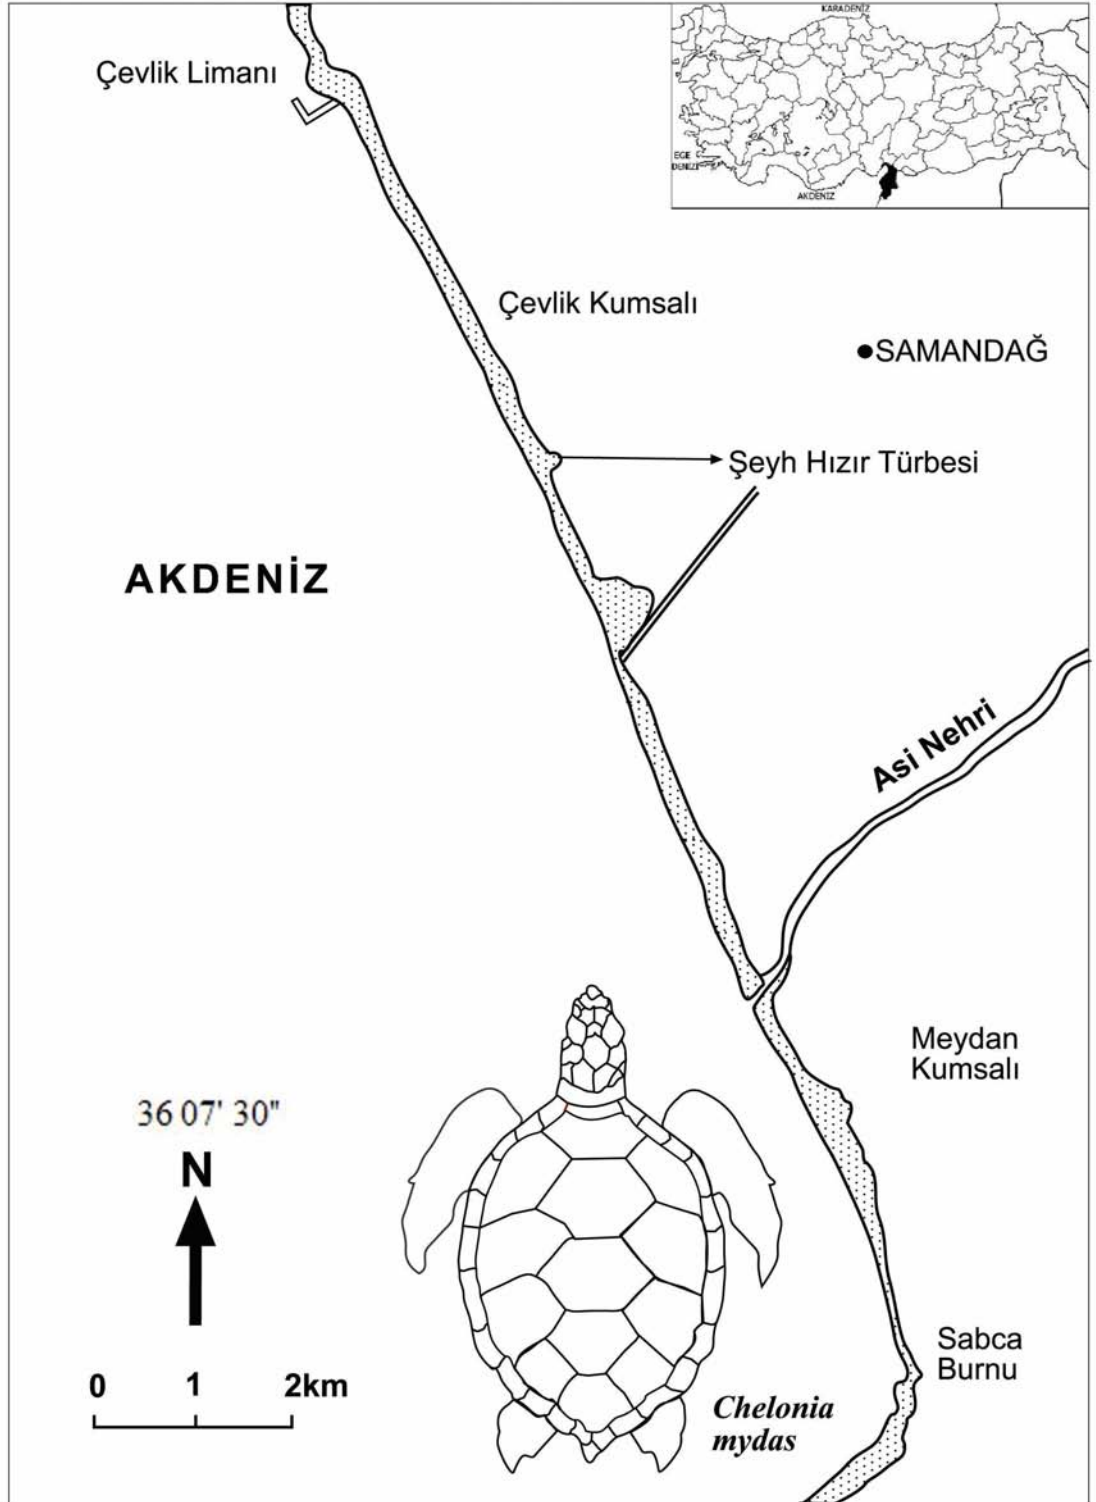 KARADENİZ
Çevlik Limanı
EGE
DENİZİ
AKDENİZ
Çevlik Kumsalı
SAMANDAĞ
Şeyh Hızır Türbesi
AKDENİZ
Asi Nehri
Meydan
Kumsalı
36 07' 30"
N
Sabca
Burnu
0 1 2km
Chelonia
mydas